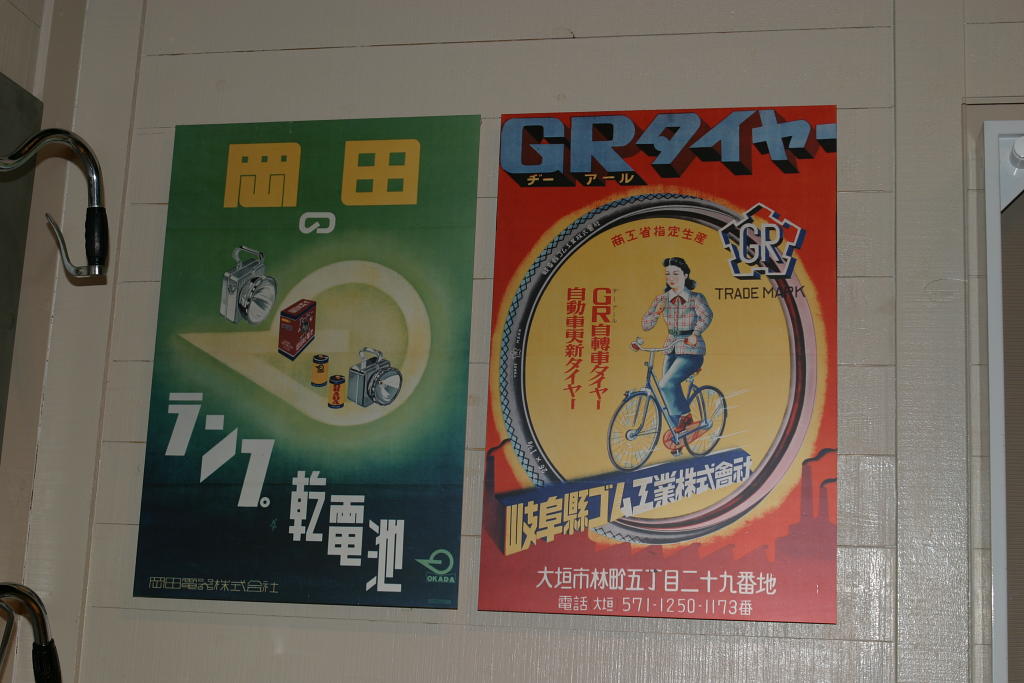 岡田
の
ランプ。
乾電池
岡田電器株式会社
OKADA
GRタイヤー
ヂー アール
商工省指定生産
GR
TRADE MARK
GR自轉車タイヤー
自動車更新タイヤー
岐阜縣ゴム工業株式會社
大垣市林町五丁目二十九番地
電話 大垣 571-1250-1173番